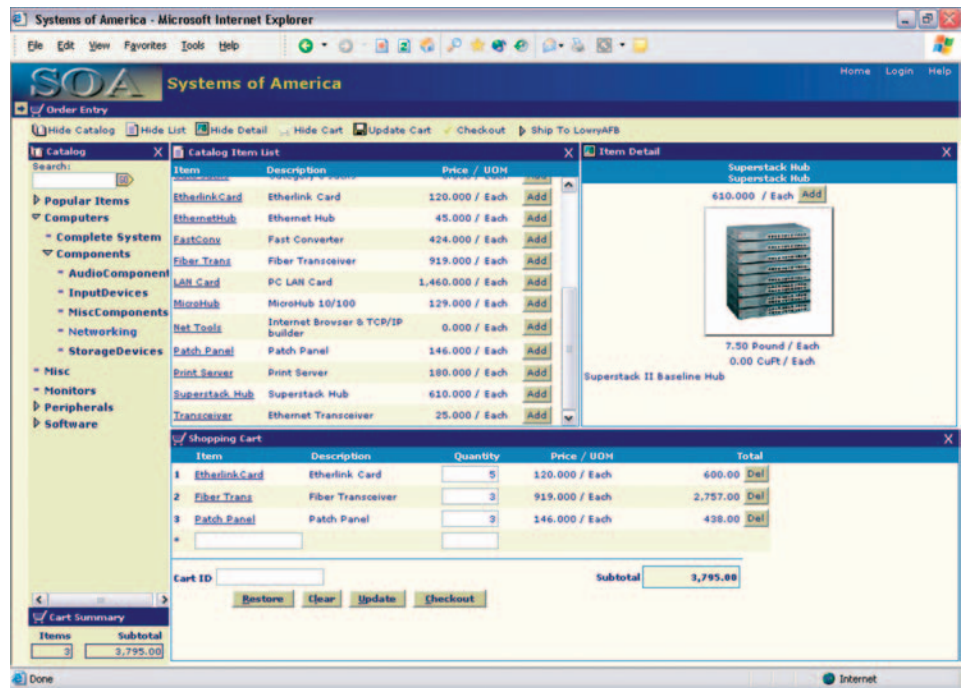 Systems of America - Microsoft Internet Explorer
File Edit View Favorites Tools Help
SOA Systems of America
Home Login Help
Order Entry
Hide Catalog Hide List Hide Detail Hide Cart Update Cart Checkout Ship To LowryAFB
Catalog X
Search:
Popular Items
Computers
Complete System
Components
AudioComponent
InputDevices
MiscComponents
Networking
StorageDevices
Misc
Monitors
Peripherals
Software
Catalog Item List X
Item Description Price / UOM
EtherlinkCard Etherlink Card 120.000 / Each Add
EthernetHub Ethernet Hub 45.000 / Each Add
FastConv Fast Converter 424.000 / Each Add
Fiber Trans Fiber Transceiver 919.000 / Each Add
LAN Card PC LAN Card 1,460.000 / Each Add
MicroHub MicroHub 10/100 129.000 / Each Add
Net Tools Internet Browser & TCP/IP builder 0.000 / Each Add
Patch Panel Patch Panel 146.000 / Each Add
Print Server Print Server 180.000 / Each Add
Superstack Hub Superstack Hub 610.000 / Each Add
Transceiver Ethernet Transceiver 25.000 / Each Add
Item Detail X
Superstack Hub
Superstack Hub
610.000 / Each Add
7.50 Pound / Each
0.00 CuFt / Each
Superstack II Baseline Hub
Shopping Cart X
Item Description Quantity Price / UOM Total
1 EtherlinkCard Etherlink Card 5 120.000 / Each 600.00 Del
2 Fiber Trans Fiber Transceiver 3 919.000 / Each 2,757.00 Del
3 Patch Panel Patch Panel 3 146.000 / Each 438.00 Del
*
Cart ID Subtotal 3,795.00
Restore Clear Update Checkout
Cart Summary
Items Subtotal
3 3,795.00
Done Internet